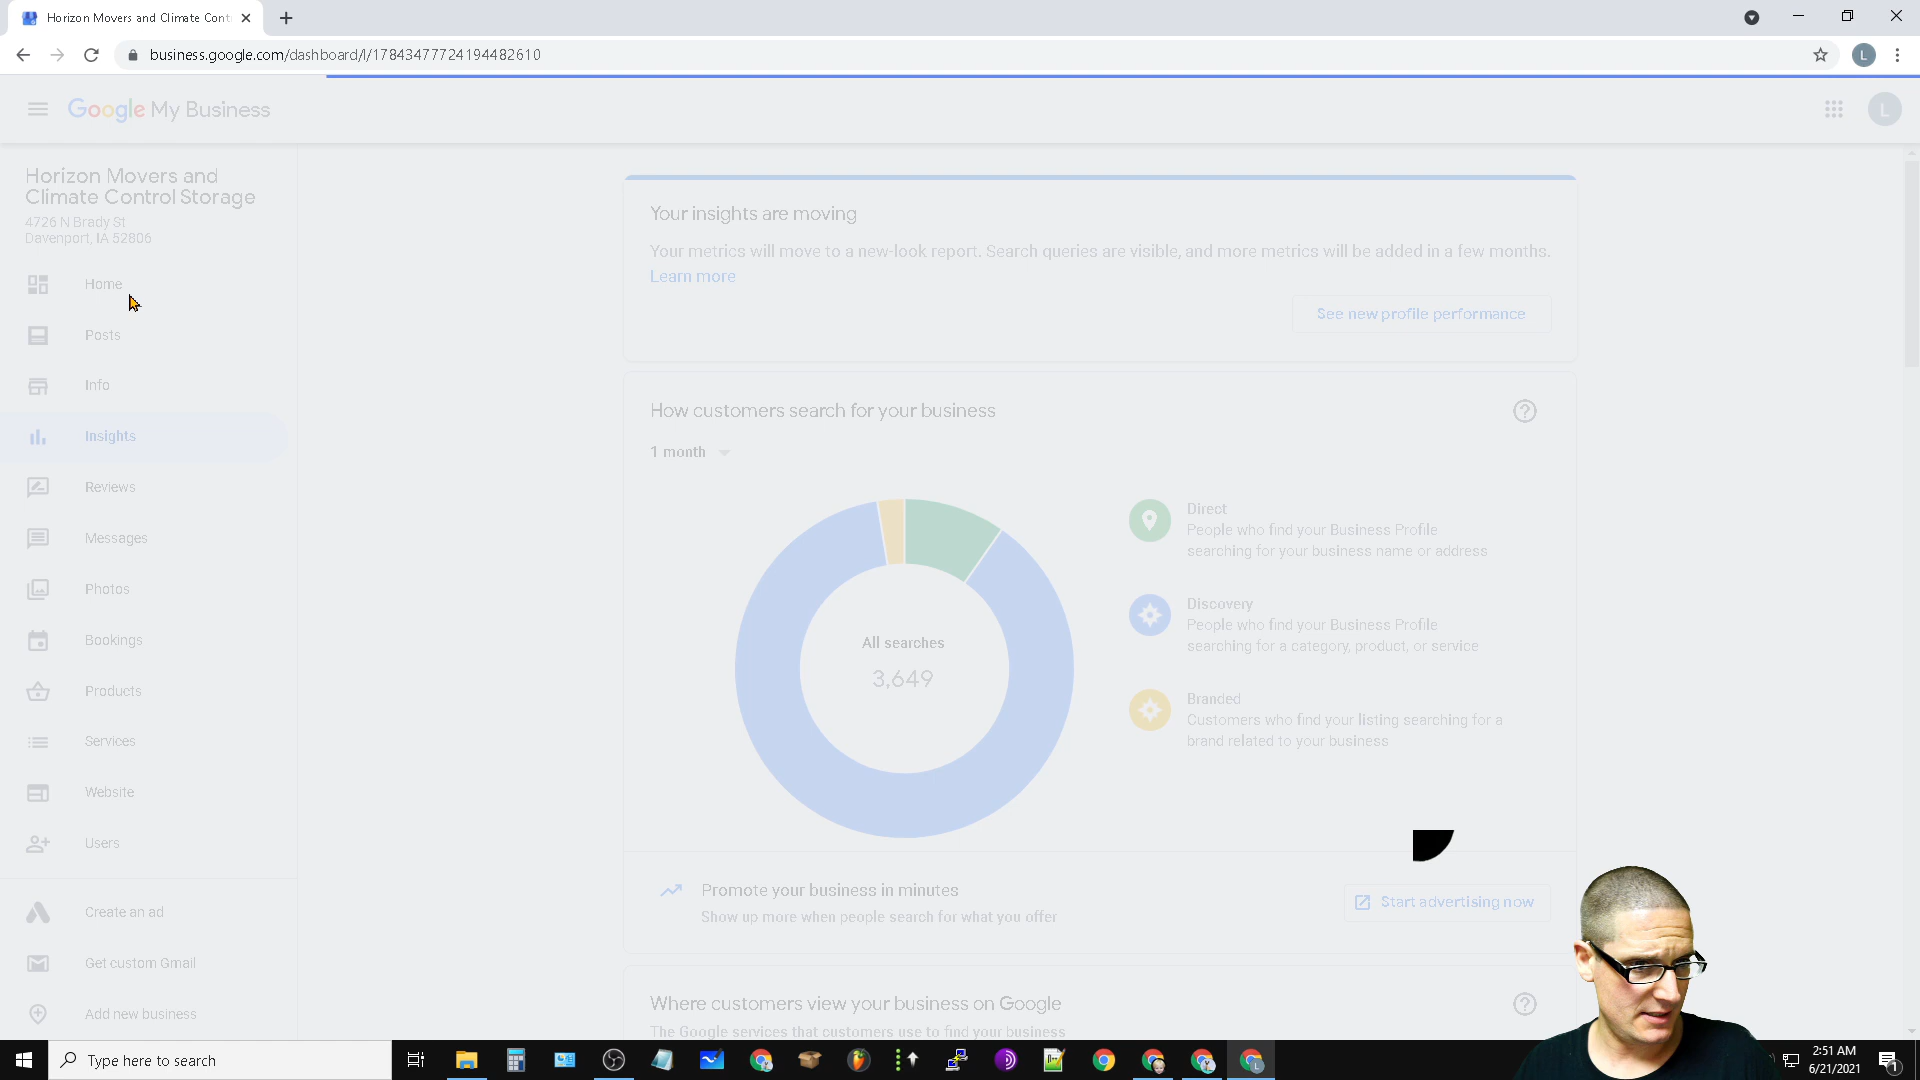 Horizon Movers and Climate Cont
business.google.com/dashboard/l/17843477724194482610
L
Google My Business
L
Horizon Movers and
Climate Control Storage
4726 N Brady St
Davenport, IA 52806
Home
Posts
Info
Insights
Reviews
Messages
Photos
Bookings
Products
Services
Website
Users
Create an ad
Get custom Gmail
Add new business
Your insights are moving
Your metrics will move to a new-look report. Search queries are visible, and more metrics will be added in a few months.
Learn more
See new profile performance
How customers search for your business
1 month
All searches
3,649
Direct
People who find your Business Profile
searching for your business name or address
Discovery
People who find your Business Profile
searching for a category, product, or service
Branded
Customers who find your listing searching for a
brand related to your business
Promote your business in minutes
Show up more when people search for what you offer
Start advertising now
Where customers view your business on Google
The Google services that customers use to find your business
Type here to search
2:51 AM
6/21/2021
1